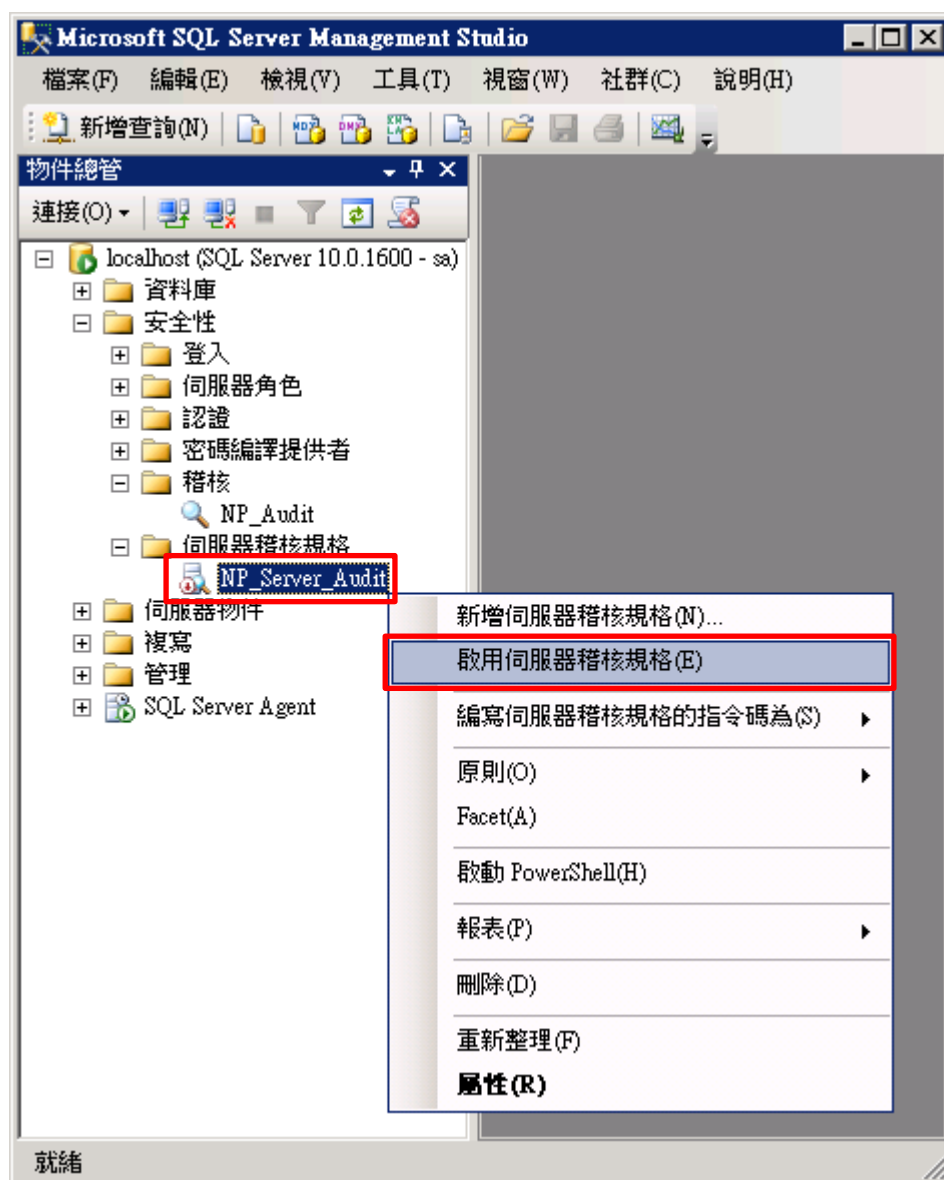 Microsoft SQL Server Management Studio
檔案(F) 編輯(E) 檢視(V) 工具(T) 視窗(W) 社群(C) 說明(H)
新增查詢(N)
物件總管
連接(O)
localhost (SQL Server 10.0.1600 - sa)
資料庫
安全性
登入
伺服器角色
認證
密碼編譯提供者
稽核
NP_Audit
伺服器稽核規格
NP_Server_Audit
伺服器物件
複寫
管理
SQL Server Agent
新增伺服器稽核規格(N)...
啟用伺服器稽核規格(E)
編寫伺服器稽核規格的指令碼為(S)
原則(O)
Facet(A)
啟動 PowerShell(H)
報表(P)
刪除(D)
重新整理(F)
屬性(R)
就緒